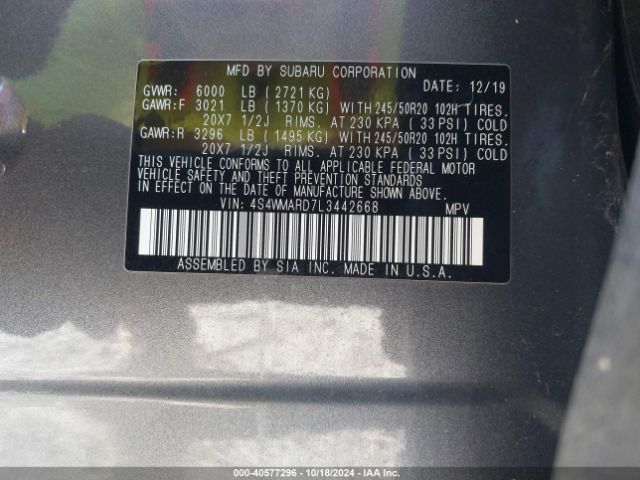 MFD BY SUBARU CORPORATION
GVWR: 6000 LB (2721 KG) DATE: 12/19
GAWR:F 3021 LB (1370 KG) WITH 245/50R20 102H TIRES.
20X7 1/2J RIMS. AT 230 KPA (33 PSI) COLD
GAWR:R 3296 LB (1495 KG) WITH 245/50R20 102H TIRES.
20X7 1/2J RIMS. AT 230 KPA (33 PSI) COLD
THIS VEHICLE CONFORMS TO ALL APPLICABLE FEDERAL MOTOR
VEHICLE SAFETY AND THEFT PREVENTION STANDARDS
IN EFFECT ON THE DATE OF MANUFACTURE SHOWN ABOVE.
VIN: 4S4WMARD7L3442668 MPV
ASSEMBLED BY SIA INC. MADE IN U.S.A.
000-40577296 - 10/18/2024 - IAA Inc.